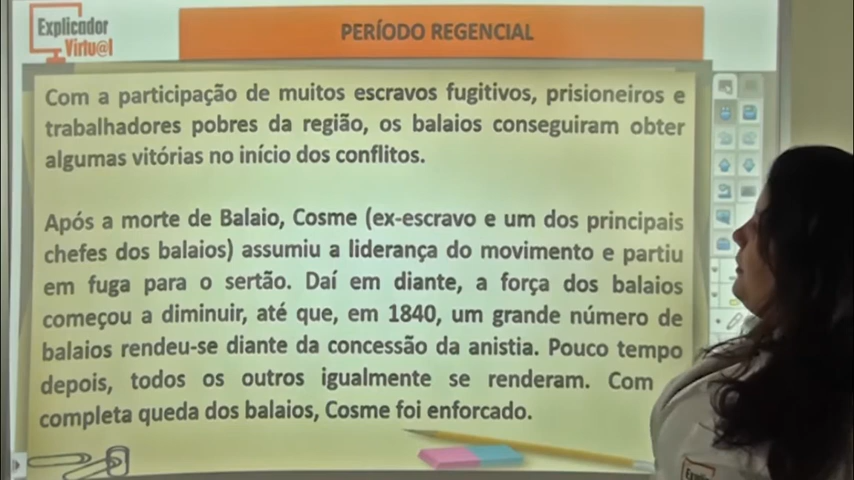 Explicador
Virtu@l
PERÍODO REGENCIAL
Com a participação de muitos escravos fugitivos, prisioneiros e
trabalhadores pobres da região, os balaios conseguiram obter
algumas vitórias no início dos conflitos.
Após a morte de Balaio, Cosme (ex-escravo e um dos principais
chefes dos balaios) assumiu a liderança do movimento e partiu
em fuga para o sertão. Daí em diante, a força dos balaios
começou a diminuir, até que, em 1840, um grande número de
balaios rendeu-se diante da concessão da anistia. Pouco tempo
depois, todos os outros igualmente se renderam. Com
completa queda dos balaios, Cosme foi enforcado.